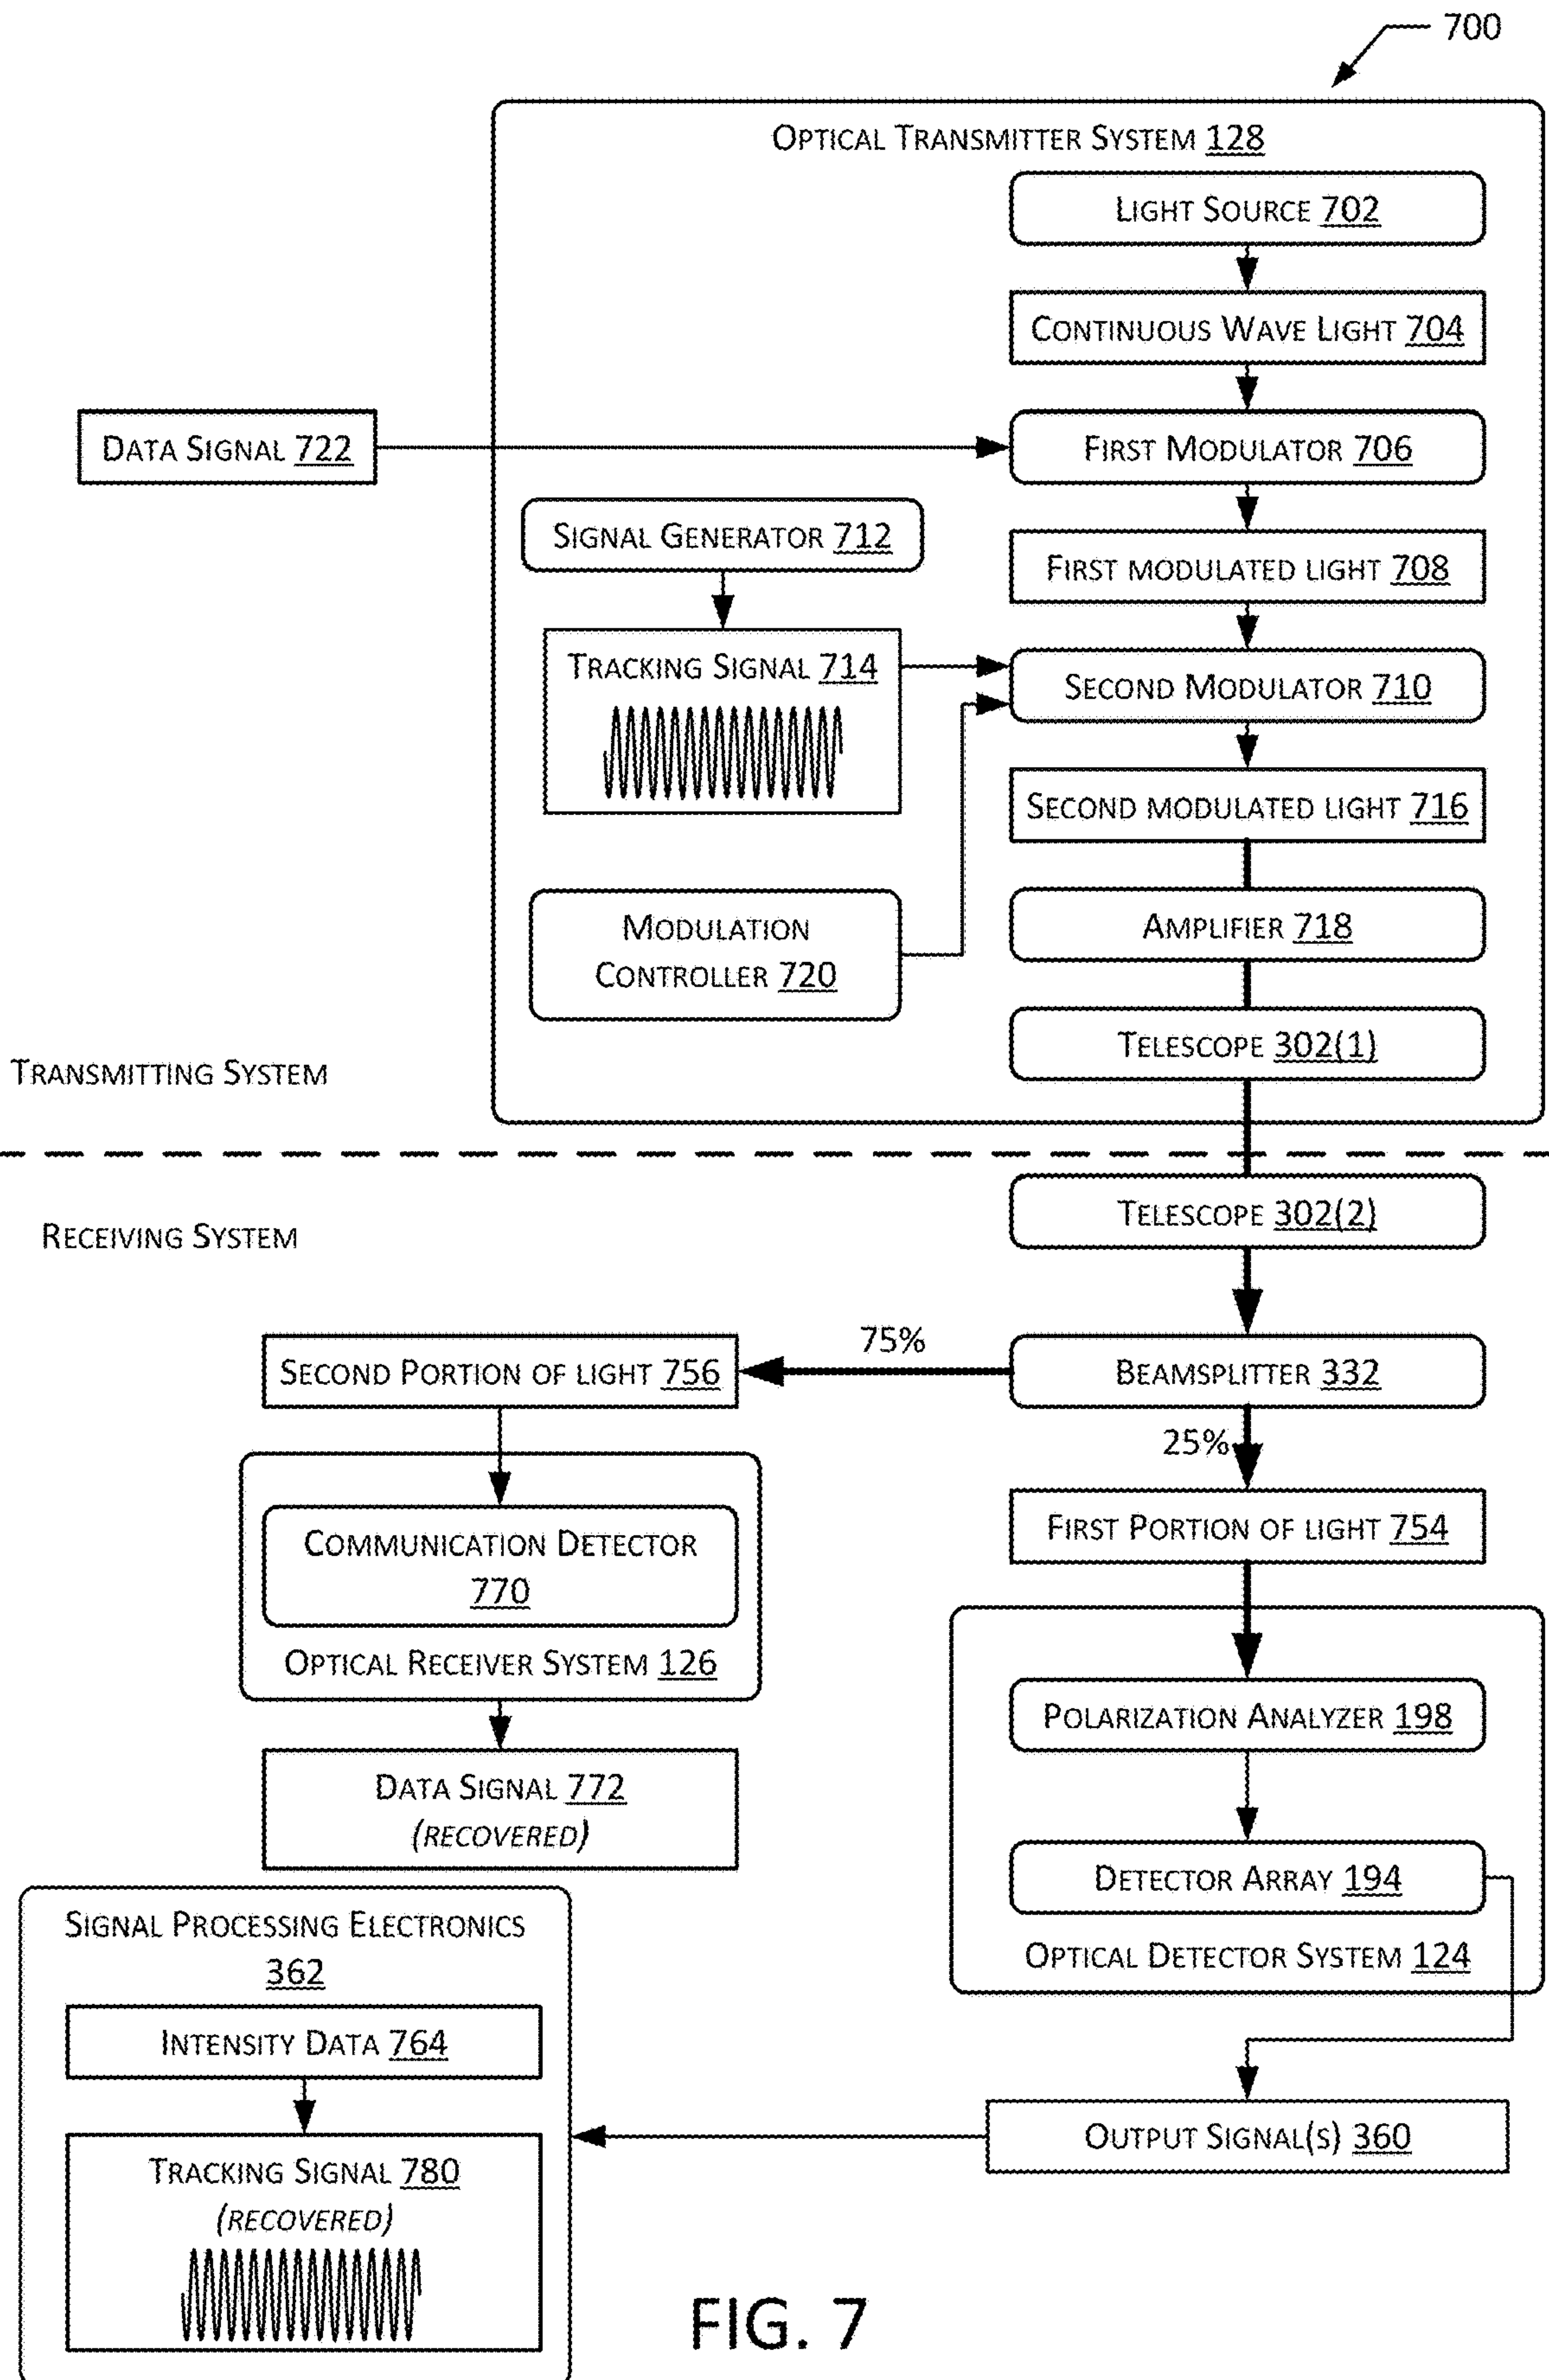 700
OPTICAL TRANSMITTER SYSTEM 128
LIGHT SOURCE 702
CONTINUOUS WAVE LIGHT 704
DATA SIGNAL 722
FIRST MODULATOR 706
SIGNAL GENERATOR 712
FIRST MODULATED LIGHT 708
TRACKING SIGNAL 714
SECOND MODULATOR 710
SECOND MODULATED LIGHT 716
MODULATION
CONTROLLER 720
AMPLIFIER 718
TELESCOPE 302(1)
TRANSMITTING SYSTEM
RECEIVING SYSTEM
TELESCOPE 302(2)
75%
SECOND PORTION OF LIGHT 756
BEAMSPLITTER 332
25%
FIRST PORTION OF LIGHT 754
COMMUNICATION DETECTOR
770
OPTICAL RECEIVER SYSTEM 126
POLARIZATION ANALYZER 198
DATA SIGNAL 772
(RECOVERED)
DETECTOR ARRAY 194
OPTICAL DETECTOR SYSTEM 124
SIGNAL PROCESSING ELECTRONICS
362
INTENSITY DATA 764
OUTPUT SIGNAL(S) 360
TRACKING SIGNAL 780
(RECOVERED)
FIG. 7